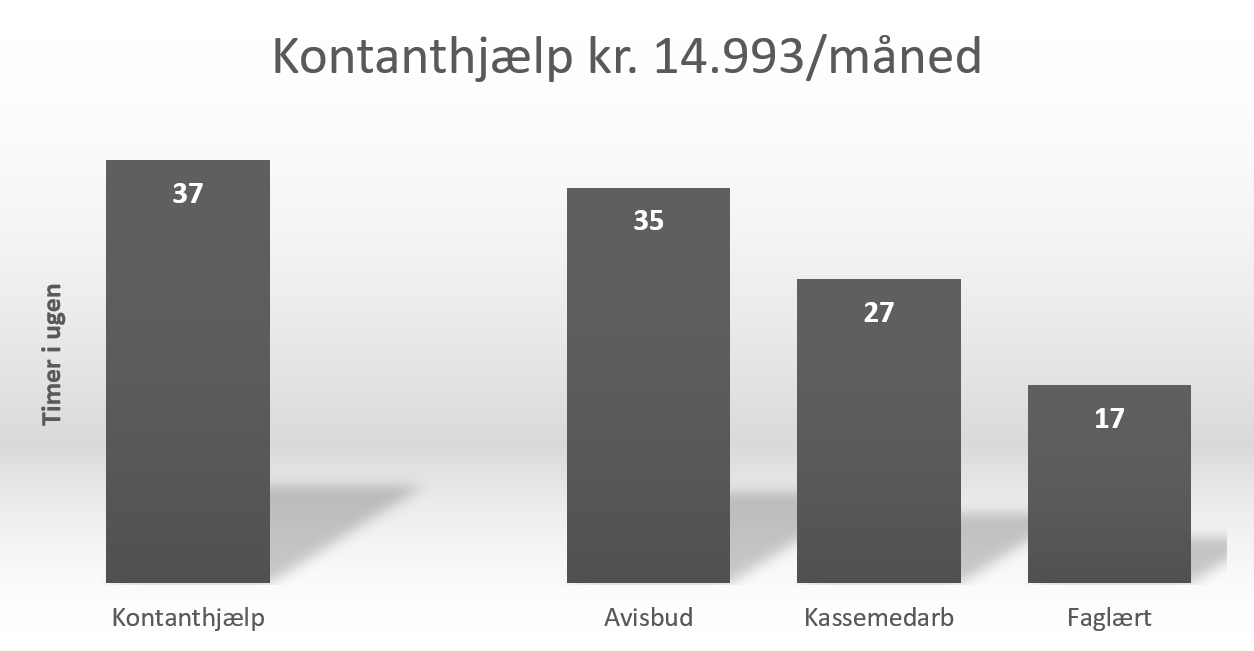 Kontanthjælp kr. 14.993/måned
Timer i ugen
37
35
27
17
Kontanthjælp
Avisbud
Kassemedarb
Faglært